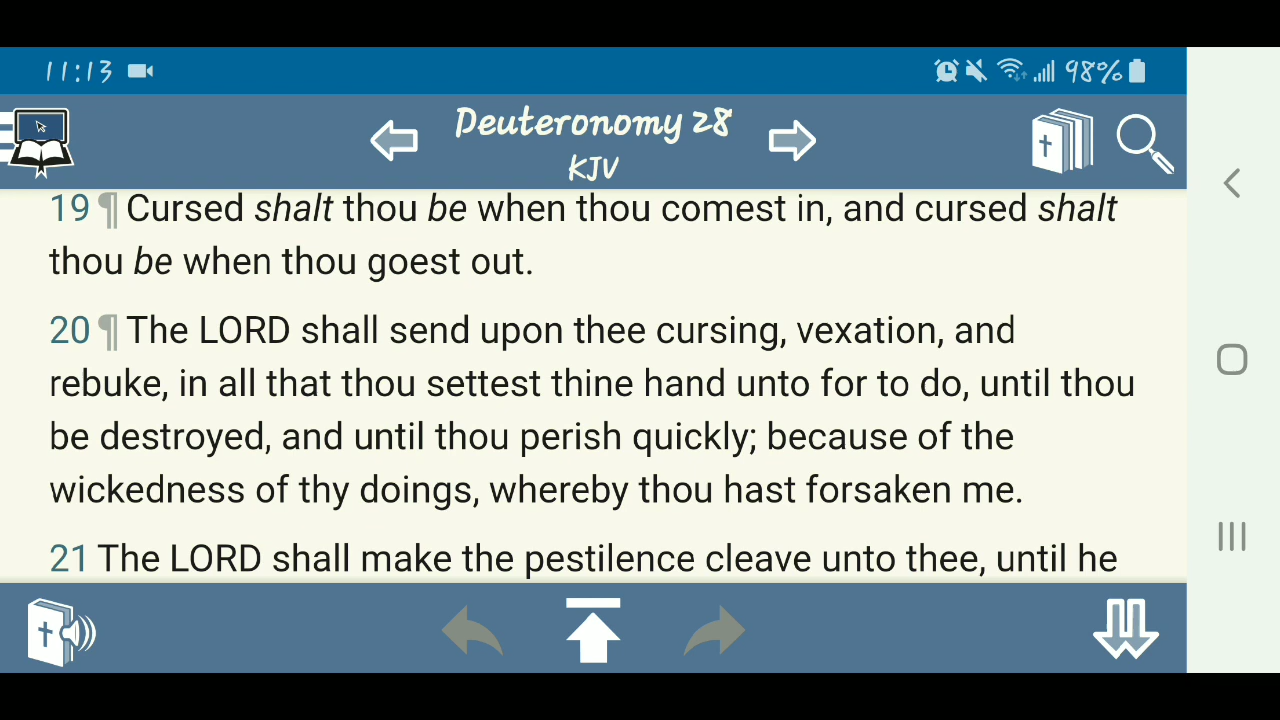 11:13 98%
Deuteronomy 28
KJV
19 ¶ Cursed shalt thou be when thou comest in, and cursed shalt
thou be when thou goest out.
20 ¶ The LORD shall send upon thee cursing, vexation, and
rebuke, in all that thou settest thine hand unto for to do, until thou
be destroyed, and until thou perish quickly; because of the
wickedness of thy doings, whereby thou hast forsaken me.
21 The LORD shall make the pestilence cleave unto thee, until he